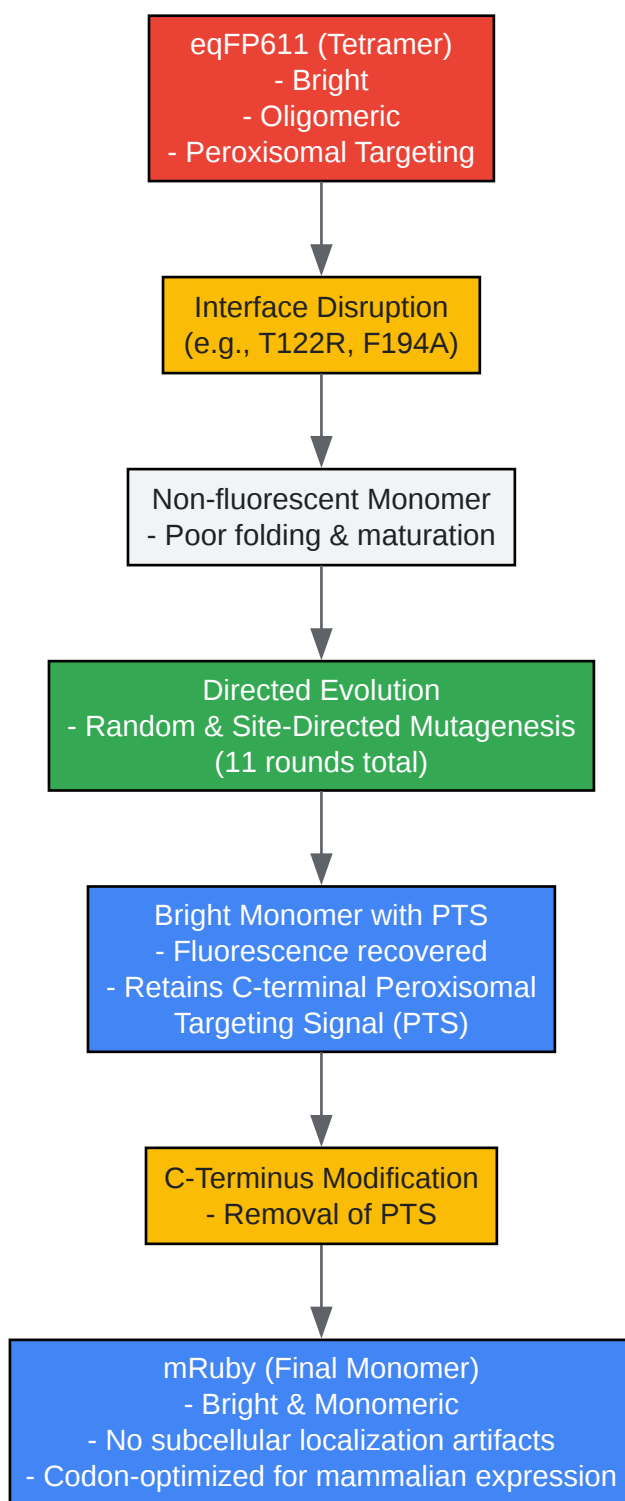 eqFP611 (Tetramer)
- Bright
- Oligomeric
- Peroxisomal Targeting
Interface Disruption
(e.g., T122R, F194A)
Non-fluorescent Monomer
- Poor folding & maturation
Directed Evolution
- Random & Site-Directed Mutagenesis
(11 rounds total)
Bright Monomer with PTS
- Fluorescence recovered
- Retains C-terminal Peroxisomal
Targeting Signal (PTS)
C-Terminus Modification
- Removal of PTS
mRuby (Final Monomer)
- Bright & Monomeric
- No subcellular localization artifacts
- Codon-optimized for mammalian expression